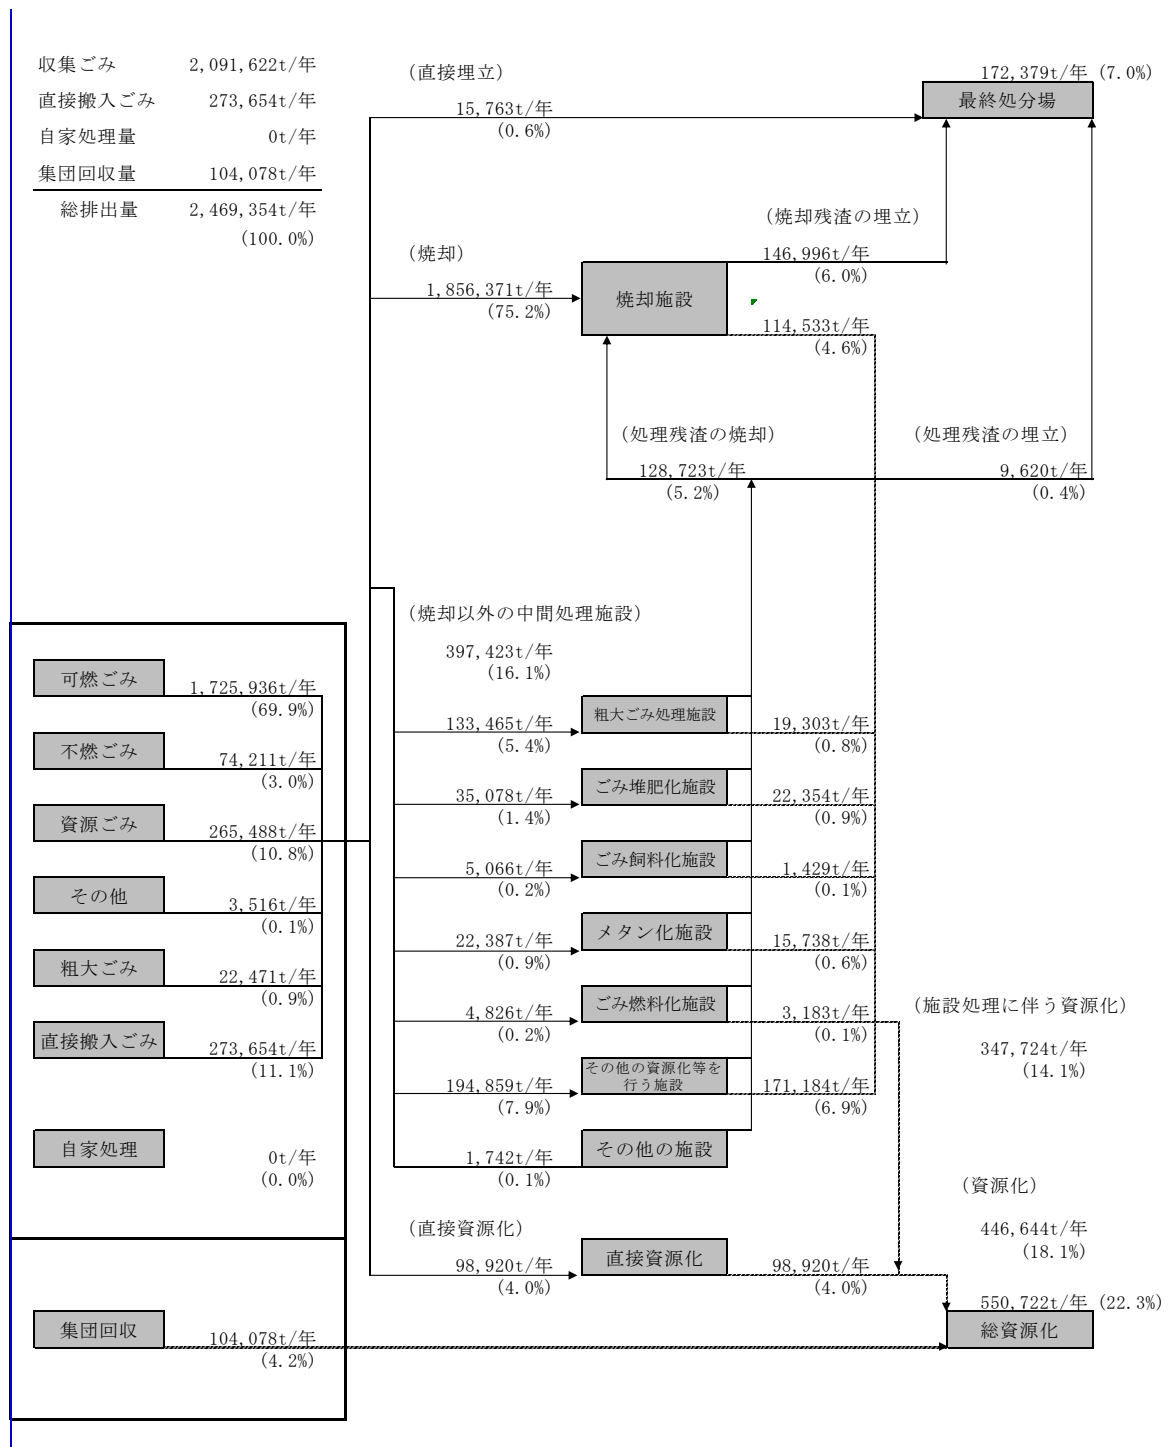 収集ごみ 2,091,622t/年
直接搬入ごみ 273,654t/年
自家処理量 0t/年
集団回収量 104,078t/年
総排出量 2,469,354t/年
(100.0%)
(直接埋立)
15,763t/年
(0.6%)
172,379t/年 (7.0%)
最終処分場
(焼却残渣の埋立)
146,996t/年
(6.0%)
(焼却)
1,856,371t/年
(75.2%)
焼却施設
114,533t/年
(4.6%)
(処理残渣の焼却)
128,723t/年
(5.2%)
(処理残渣の埋立)
9,620t/年
(0.4%)
(焼却以外の中間処理施設)
397,423t/年
(16.1%)
可燃ごみ
1,725,936t/年
(69.9%)
不燃ごみ
74,211t/年
(3.0%)
資源ごみ
265,488t/年
(10.8%)
その他
3,516t/年
(0.1%)
粗大ごみ
22,471t/年
(0.9%)
直接搬入ごみ
273,654t/年
(11.1%)
自家処理
0t/年
(0.0%)
133,465t/年
(5.4%)
粗大ごみ処理施設
19,303t/年
(0.8%)
35,078t/年
(1.4%)
ごみ堆肥化施設
22,354t/年
(0.9%)
5,066t/年
(0.2%)
ごみ飼料化施設
1,429t/年
(0.1%)
22,387t/年
(0.9%)
メタン化施設
15,738t/年
(0.6%)
4,826t/年
(0.2%)
ごみ燃料化施設
3,183t/年
(0.1%)
194,859t/年
(7.9%)
その他の資源化等を
行う施設
171,184t/年
(6.9%)
1,742t/年
(0.1%)
その他の施設
(施設処理に伴う資源化)
347,724t/年
(14.1%)
(直接資源化)
98,920t/年
(4.0%)
直接資源化
98,920t/年
(4.0%)
(資源化)
446,644t/年
(18.1%)
550,722t/年 (22.3%)
総資源化
集団回収
104,078t/年
(4.2%)